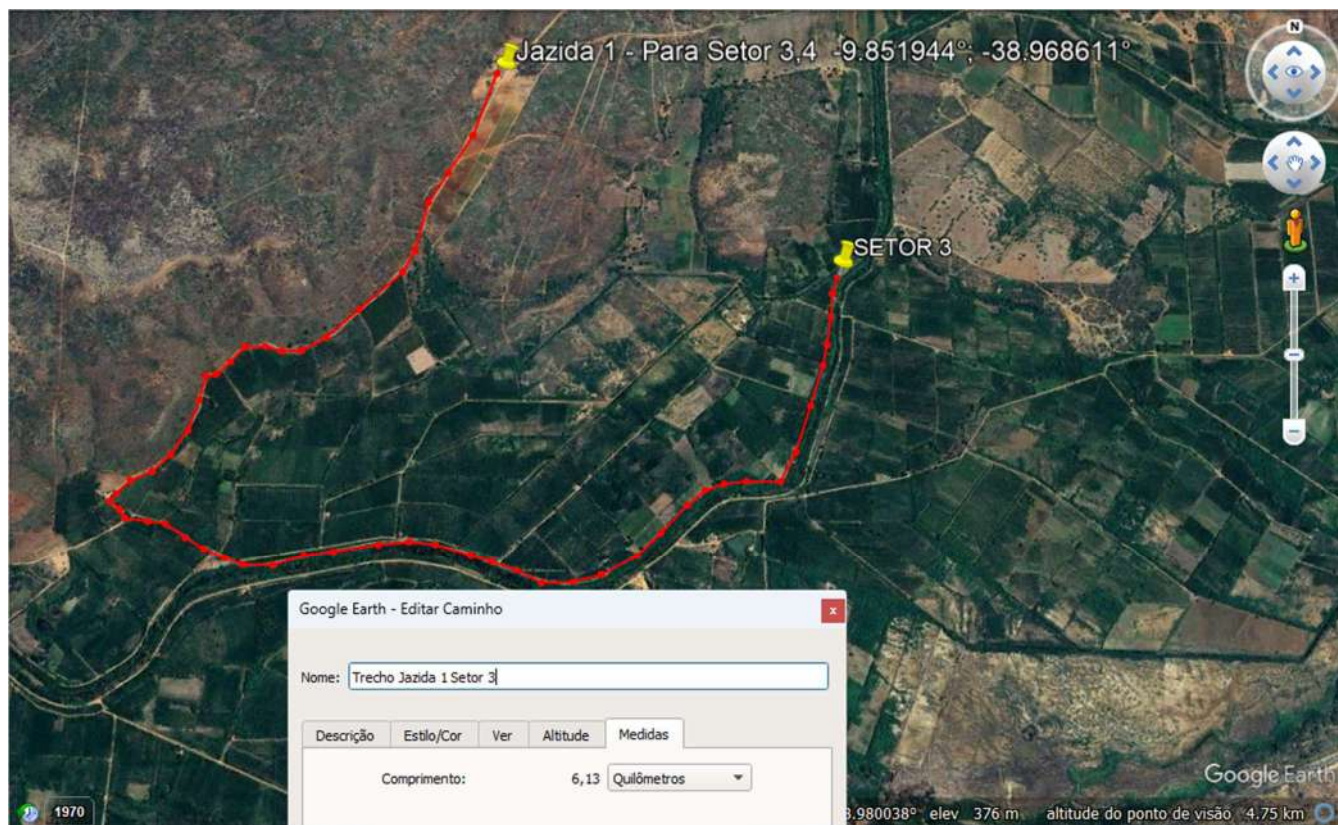 N
Jazida 1 - Para Setor 3,4 -9.851944°; -38.968611°
SETOR 3
Google Earth - Editar Caminho
x
Nome: Trecho Jazida 1 Setor 3
Descrição Estilo/Cor Ver Altitude Medidas
Comprimento: 6,13 Quilômetros
Google Earth
1970
8.980038° elev 376 m altitude do ponto de visão 4.75 km